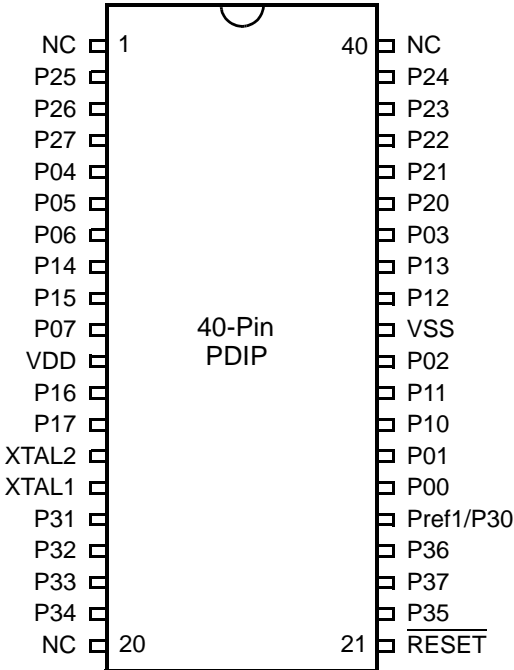 NC 1 40 NC
P25 P24
P26 P23
P27 P22
P04 P21
P05 P20
P06 P03
P14 P13
P15 P12
P07 40-Pin VSS
VDD PDIP P02
P16 P11
P17 P10
XTAL2 P01
XTAL1 P00
P31 Pref1/P30
P32 P36
P33 P37
P34 P35
NC 20 21 RESET